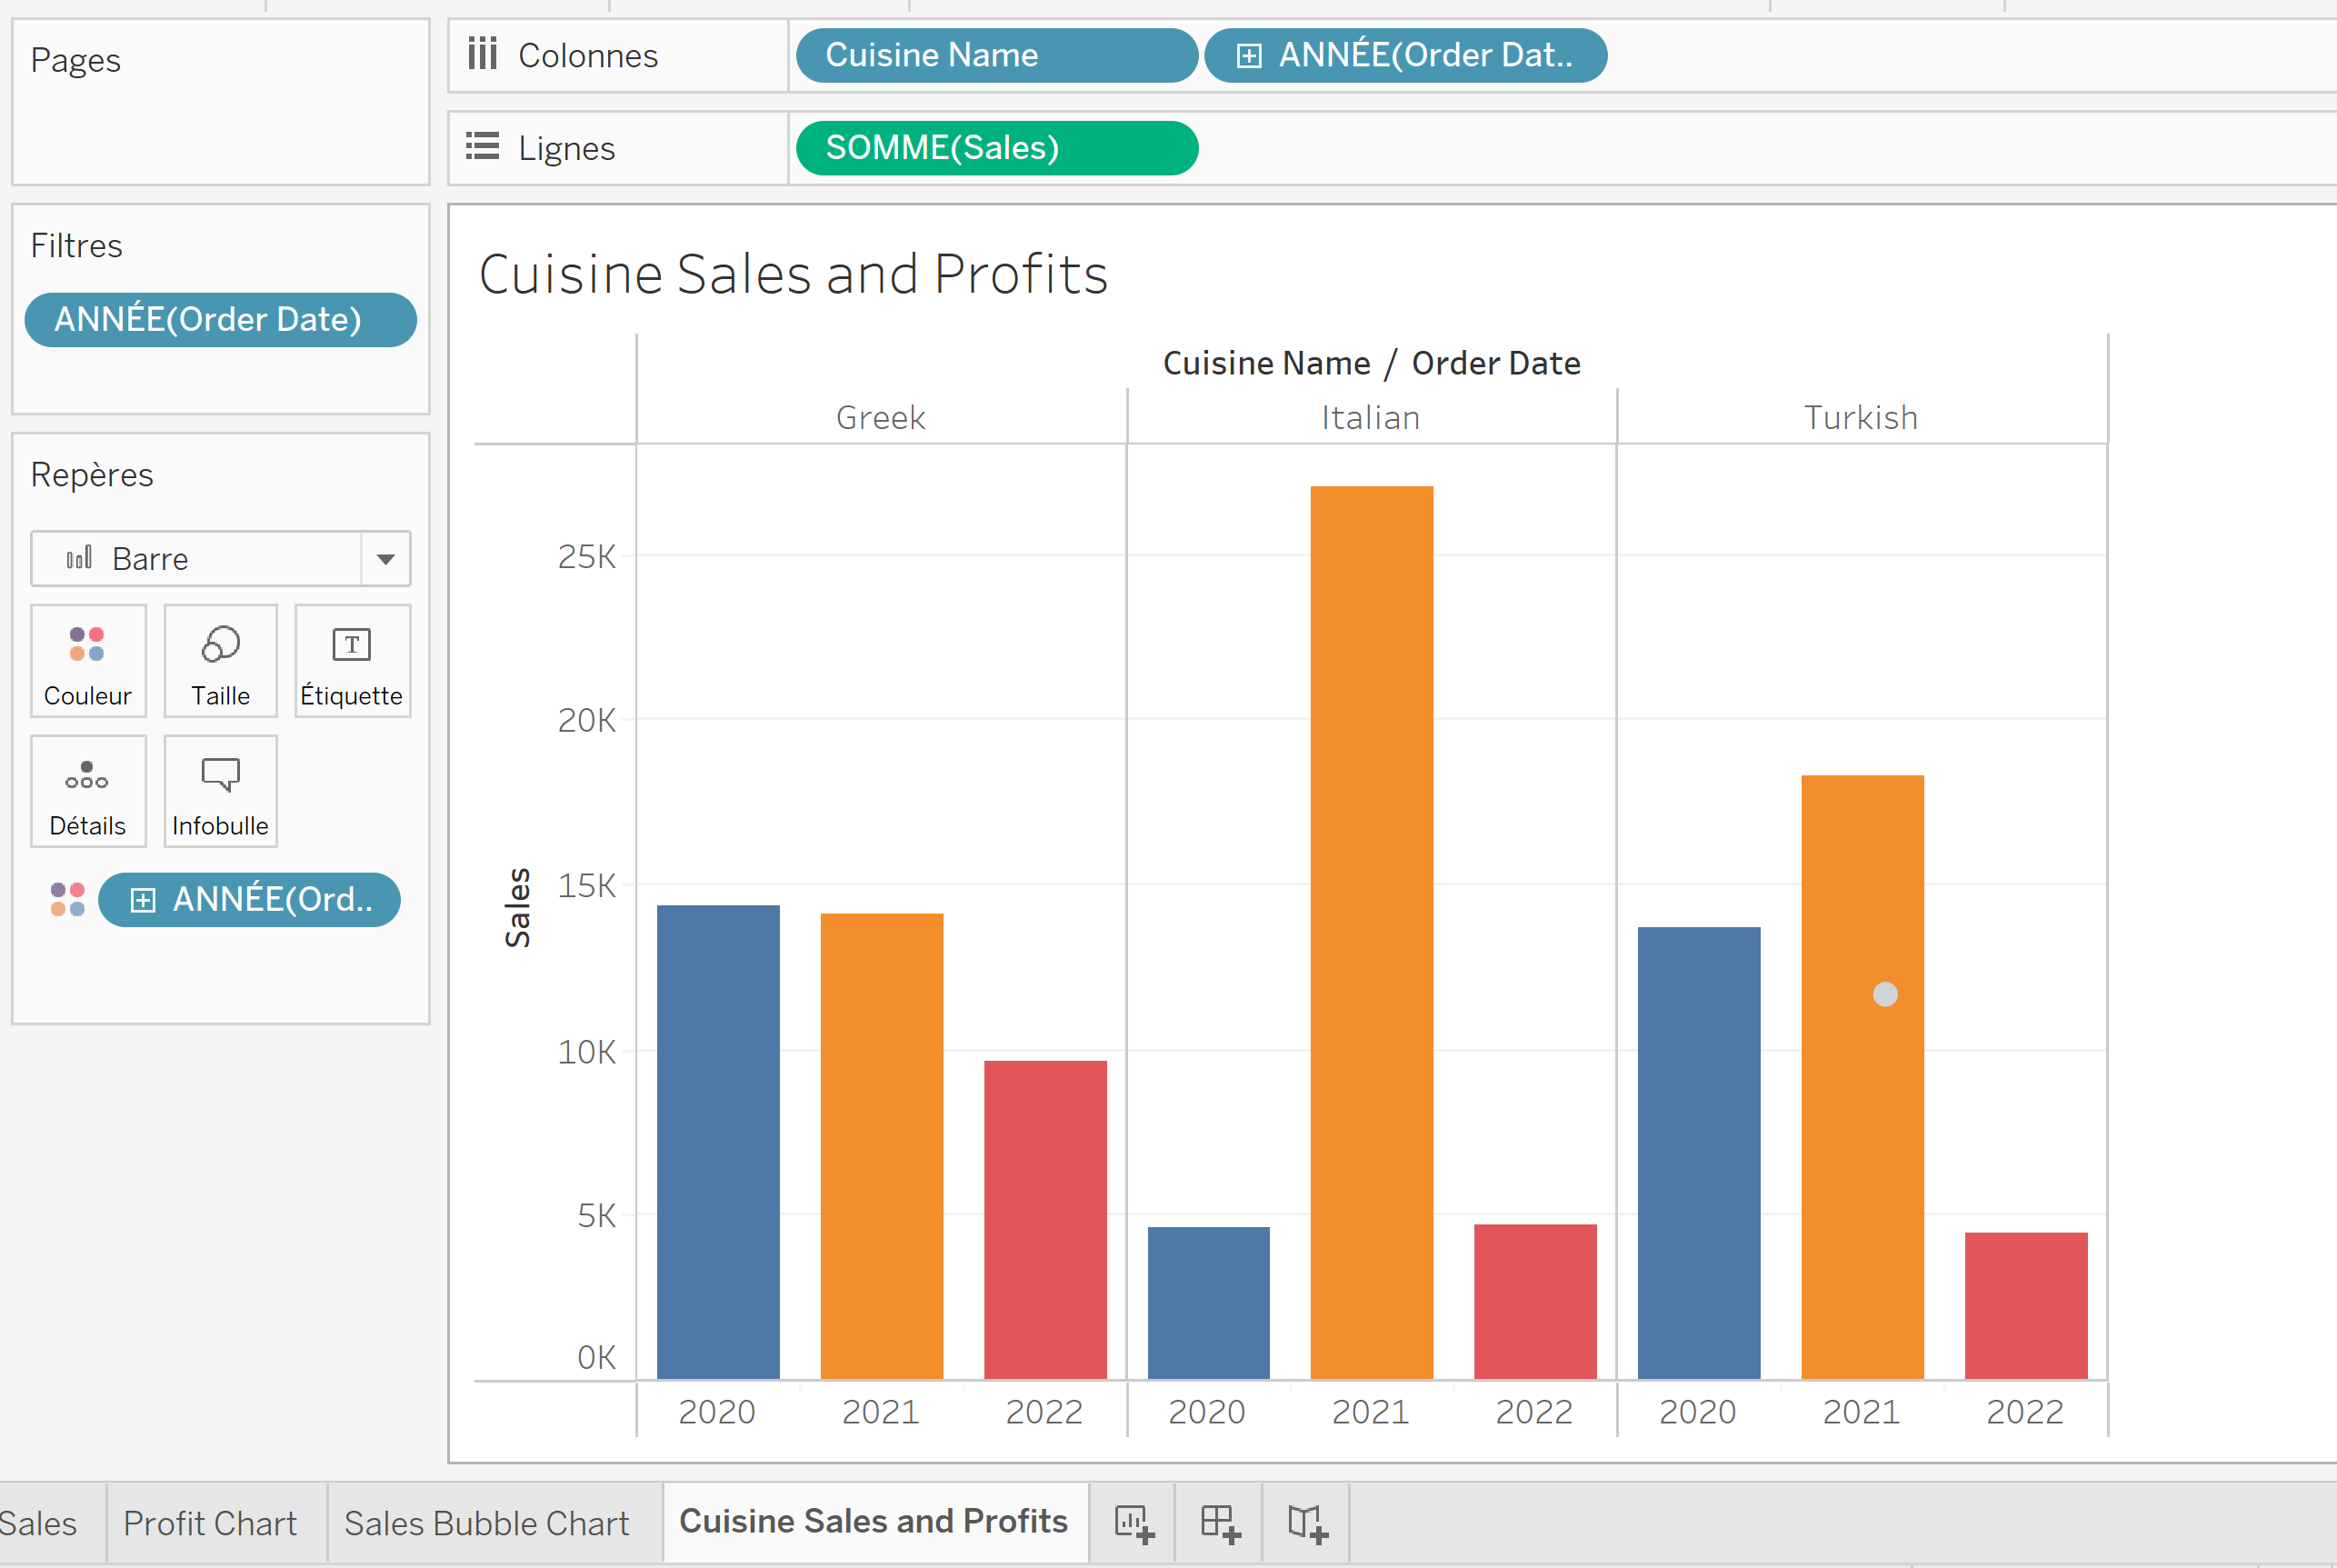 Pages
Colonnes
Cuisine Name
ANNÉE(Order Dat..
Lignes
SOMME(Sales)
Filtres
ANNÉE(Order Date)
Repères
Barre
Couleur
Taille
Étiquette
Détails
Infobulle
ANNÉE(Ord..
Cuisine Sales and Profits
Cuisine Name / Order Date
Greek Italian Turkish
Sales
25K
20K
15K
10K
5K
0K
2020 2021 2022 2020 2021 2022 2020 2021 2022
Sales Profit Chart Sales Bubble Chart Cuisine Sales and Profits